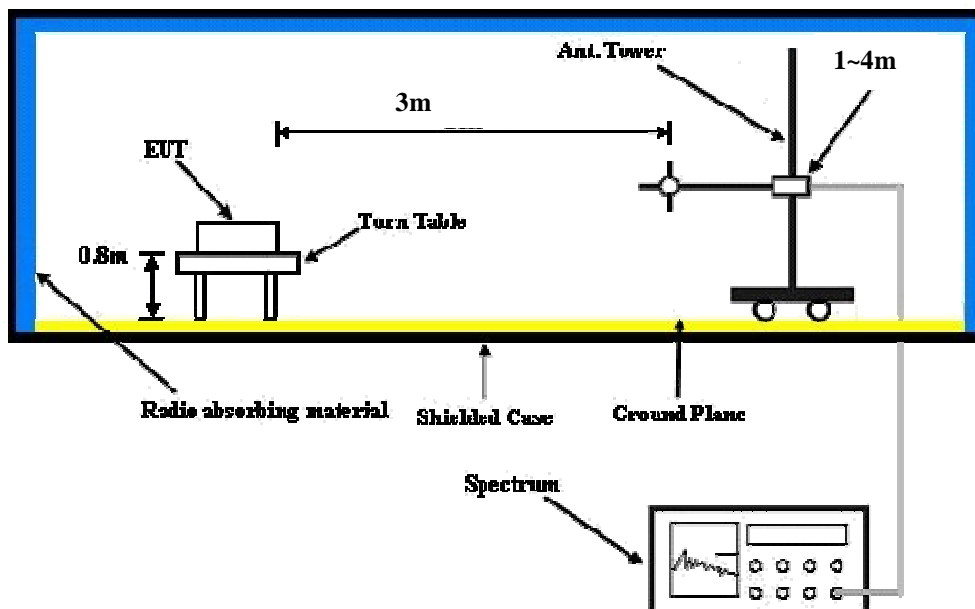 Ant. Tower
1~4m
3m
EUT
Turn Table
0.8m
Radio absorbing material
Shielded Case
Ground Plane
Spectrum